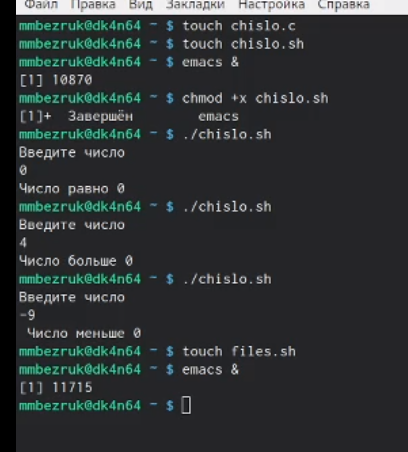 Файл Правка Вид Закладки Настройка Справка
mmbezruk@dk4n64 ~ $ touch chislo.c
mmbezruk@dk4n64 ~ $ touch chislo.sh
mmbezruk@dk4n64 ~ $ emacs &
[1] 10870
mmbezruk@dk4n64 ~ $ chmod +x chislo.sh
[1]+  Завершён        emacs
mmbezruk@dk4n64 ~ $ ./chislo.sh
Введите число
0
Число равно 0
mmbezruk@dk4n64 ~ $ ./chislo.sh
Введите число
4
Число больше 0
mmbezruk@dk4n64 ~ $ ./chislo.sh
Введите число
-9
 Число меньше 0
mmbezruk@dk4n64 ~ $ touch files.sh
mmbezruk@dk4n64 ~ $ emacs &
[1] 11715
mmbezruk@dk4n64 ~ $